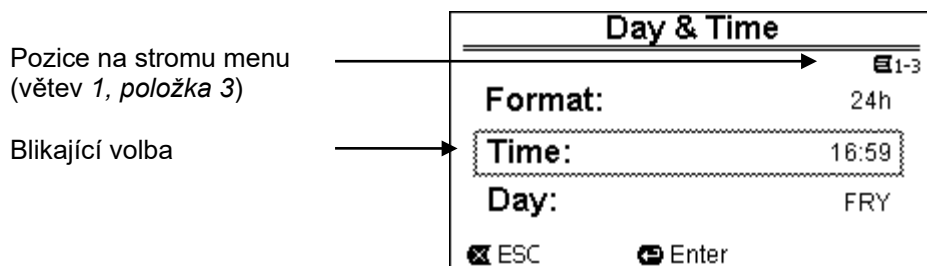 Day & Time
Pozice na stromu menu
(větev 1, položka 3)
1-3
Format: 24h
Blikající volba
Time: 16:59
Day: FRY
ESC Enter